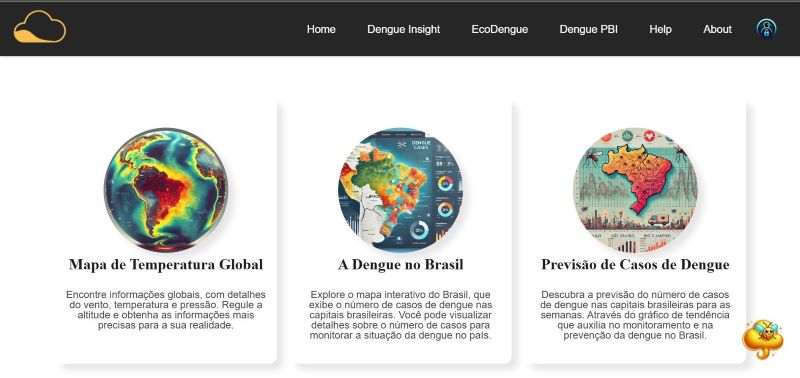 Home Dengue Insight EcoDengue Dengue PBI Help About
DENGUE
CASES
Mapa de Temperatura Global
Encontre informações globais, com detalhes
do vento, temperatura e pressão. Regule a
altitude e obtenha as informações mais
precisas para a sua realidade.
A Dengue no Brasil
Explore o mapa interativo do Brasil, que
exibe o número de casos de dengue nas
capitais brasileiras. Você pode visualizar
detalhes sobre o número de casos para
monitorar a situação da dengue no país.
Previsão de Casos de Dengue
Descubra a previsão do número de casos
de dengue nas capitais brasileiras para as
semanas. Através do gráfico de tendência
que auxilia no monitoramento e na
prevenção da dengue no Brasil.